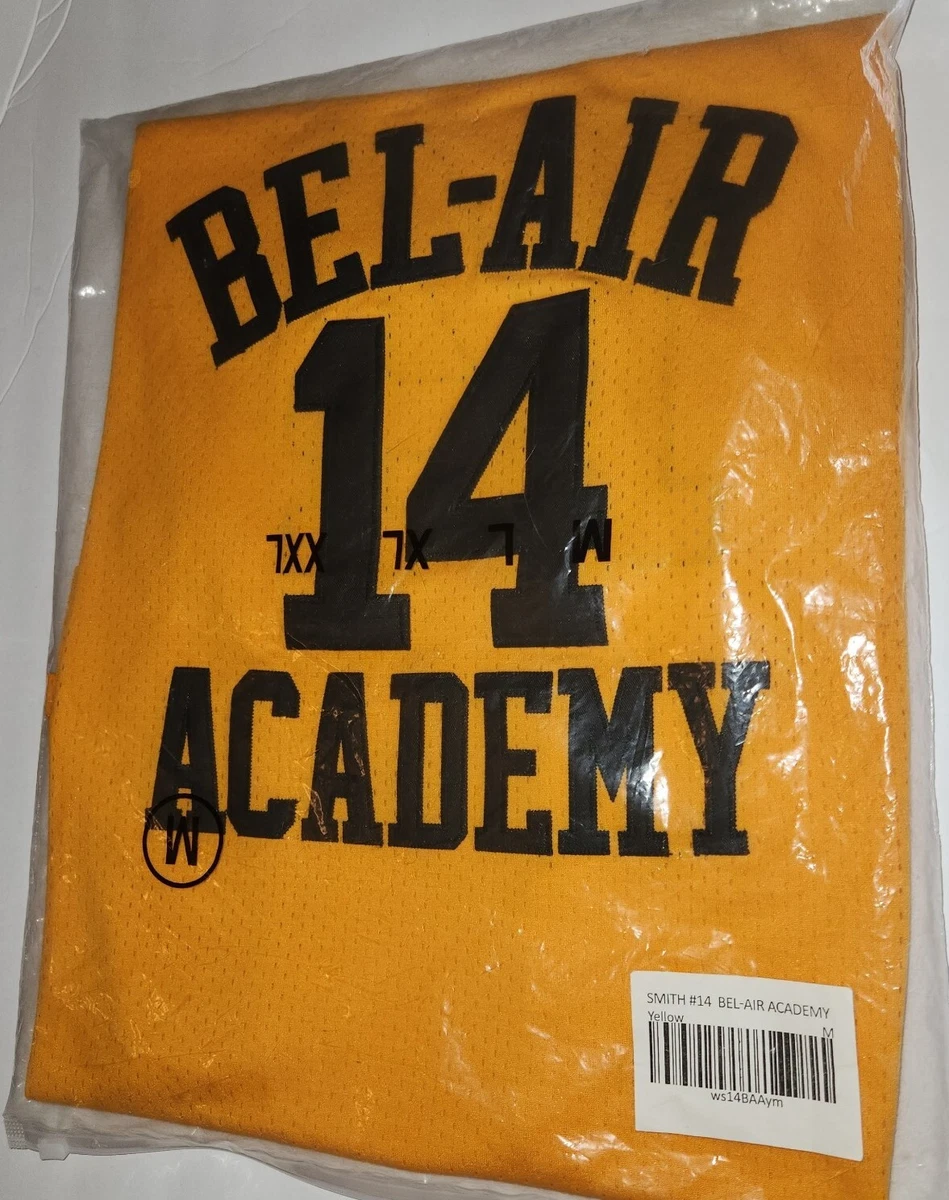 BEL-AIR
14
XXL XL L M
ACADEMY
M
SMITH #14 BEL-AIR ACADEMY
Yellow M
ws14BAAym